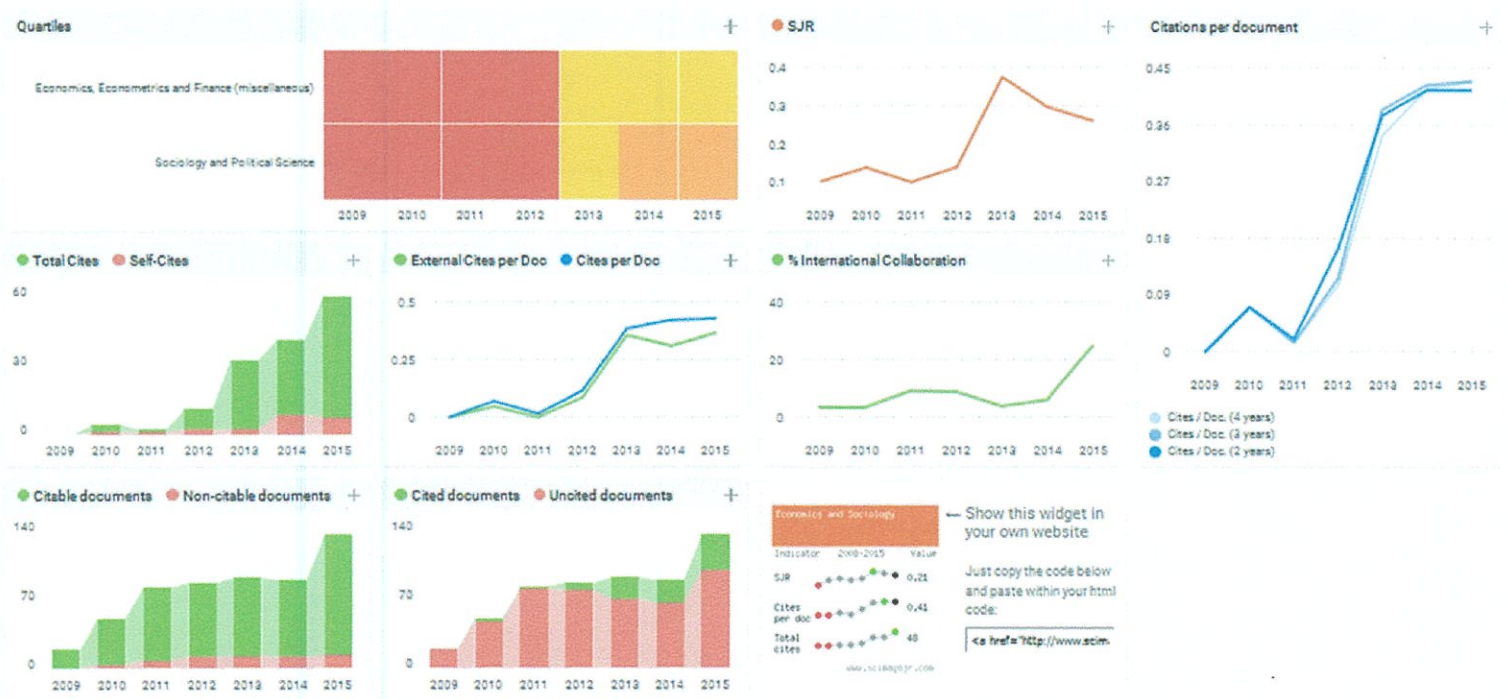 Quartiles
Economics, Econometrics and Finance (miscellaneous)
Sociology and Political Science
2009 2010 2011 2012 2013 2014 2015
SJR
0.4
0.3
0.2
0.1
2009 2010 2011 2012 2013 2014 2015
Citations per document
0.45
0.36
0.27
0.18
0.09
0
2009 2010 2011 2012 2013 2014 2015
Cites / Doc. (4 years)
Cites / Doc. (3 years)
Cites / Doc. (2 years)
Total Cites Self-Cites
60
30
0
2009 2010 2011 2012 2013 2014 2015
External Cites per Doc Cites per Doc
0.5
0.25
0
2009 2010 2011 2012 2013 2014 2015
% International Collaboration
40
20
0
2009 2010 2011 2012 2013 2014 2015
Citable documents Non-citable documents
140
70
0
2009 2010 2011 2012 2013 2014 2015
Cited documents Uncited documents
140
70
0
2009 2010 2011 2012 2013 2014 2015
Economics and Sociology
Indicator 2008-2015 Value
SJR 0.21
Cites per doc 0.41
Total cites 48
www.scimagojr.com
← Show this widget in
your own website
Just copy the code below
and paste within your html
code:
<a href="http://www.scim